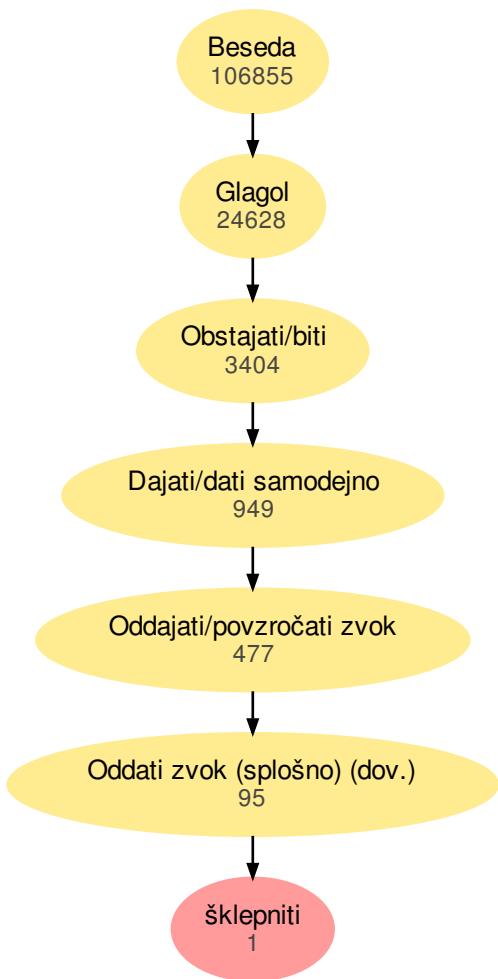 Beseda
106855
Glagol
24628
Obstajati/biti
3404
Dajati/dati samodejno
949
Oddajati/povzročati zvok
477
Oddati zvok (splošno) (dov.)
95
šklepniti
1